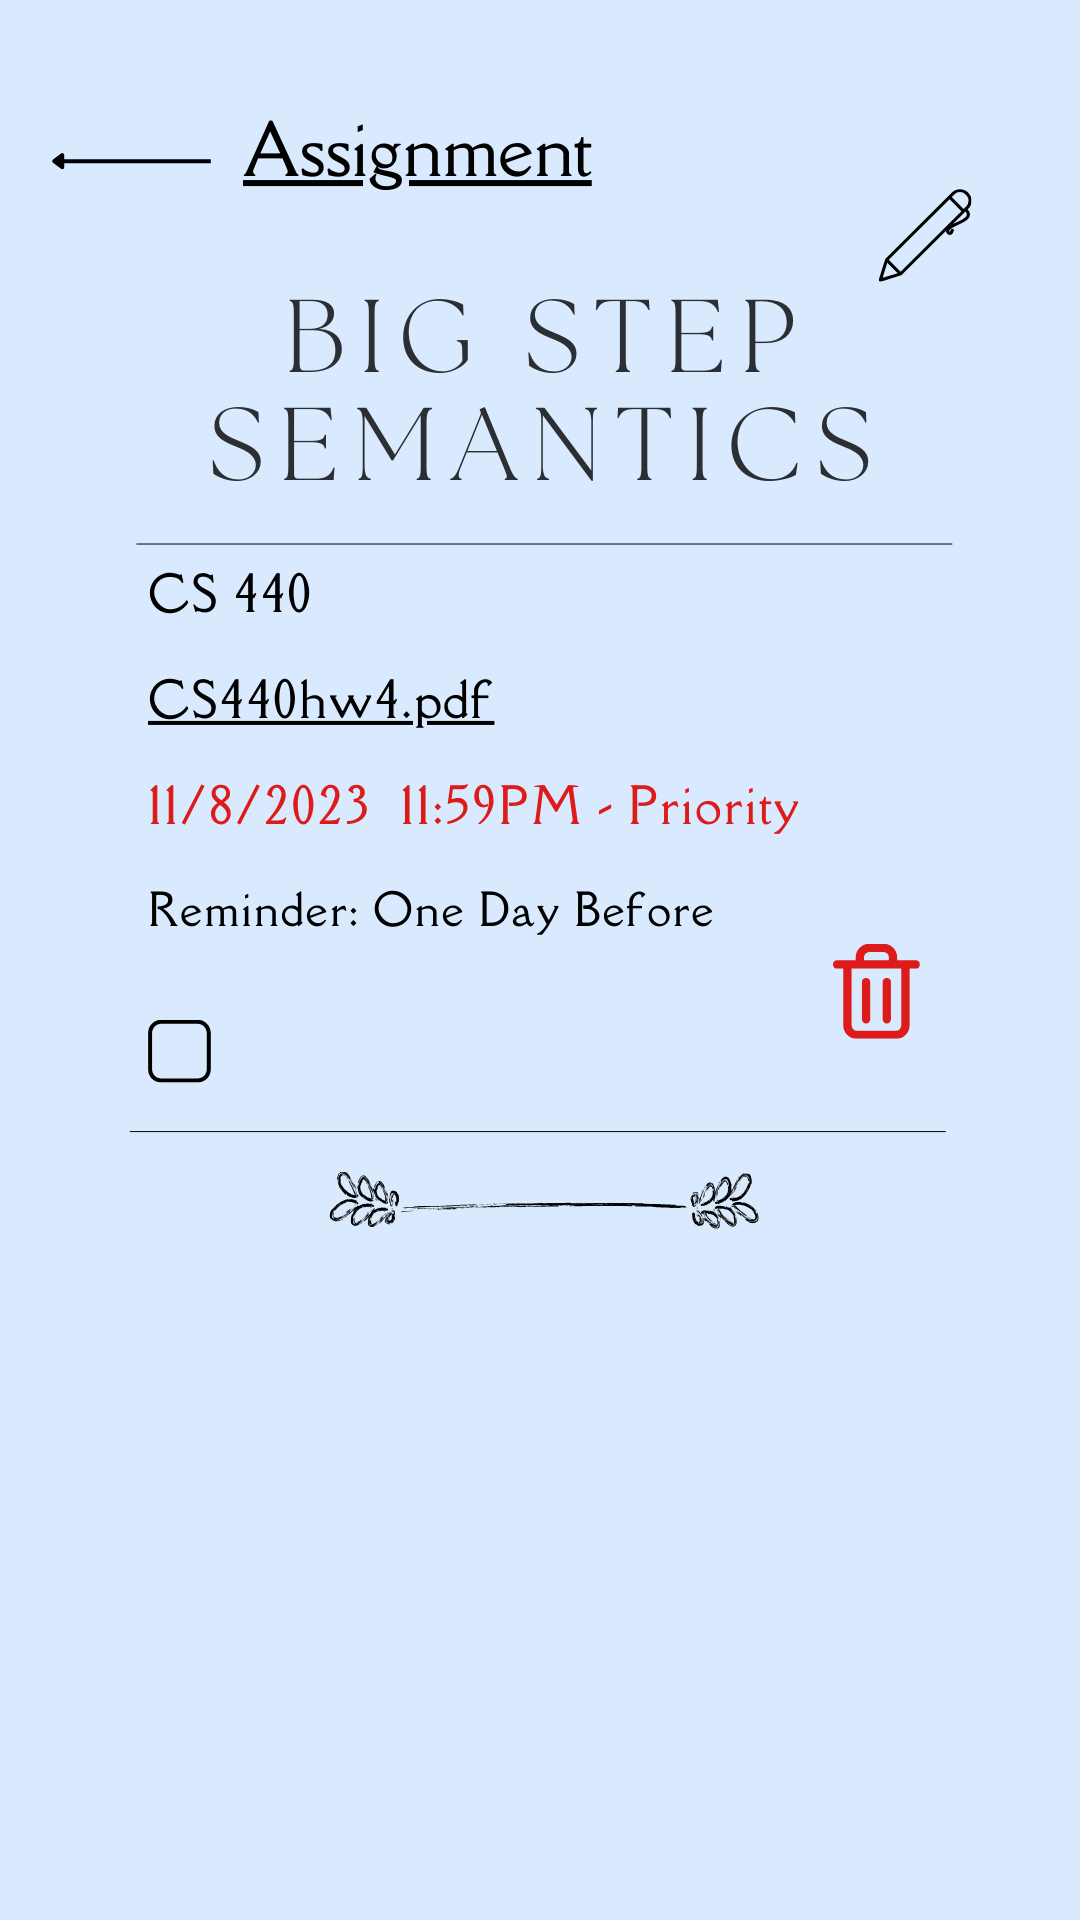 Assignment
BIG STEP
SEMANTICS
CS 440
CS440hw4.pdf
11/8/2023  11:59PM - Priority
Reminder: One Day Before